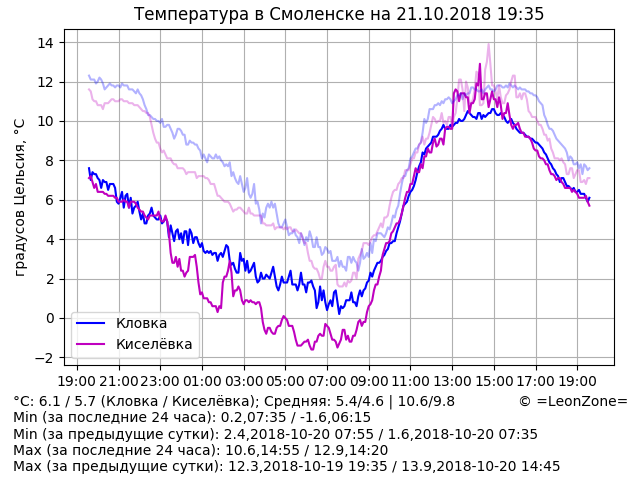 Температура в Смоленске на 21.10.2018 19:35
14
12
10
8
6
4
2
0
−2
градусов Цельсия, °C
Кловка
Киселёвка
19:00 21:00 23:00 01:00 03:00 05:00 07:00 09:00 11:00 13:00 15:00 17:00 19:00
°C: 6.1 / 5.7 (Кловка / Киселёвка); Средняя: 5.4/4.6 | 10.6/9.8 © =LeonZone=
Min (за последние 24 часа): 0.2,07:35 / -1.6,06:15
Min (за предыдущие сутки): 2.4,2018-10-20 07:55 / 1.6,2018-10-20 07:35
Max (за последние 24 часа): 10.6,14:55 / 12.9,14:20
Max (за предыдущие сутки): 12.3,2018-10-19 19:35 / 13.9,2018-10-20 14:45